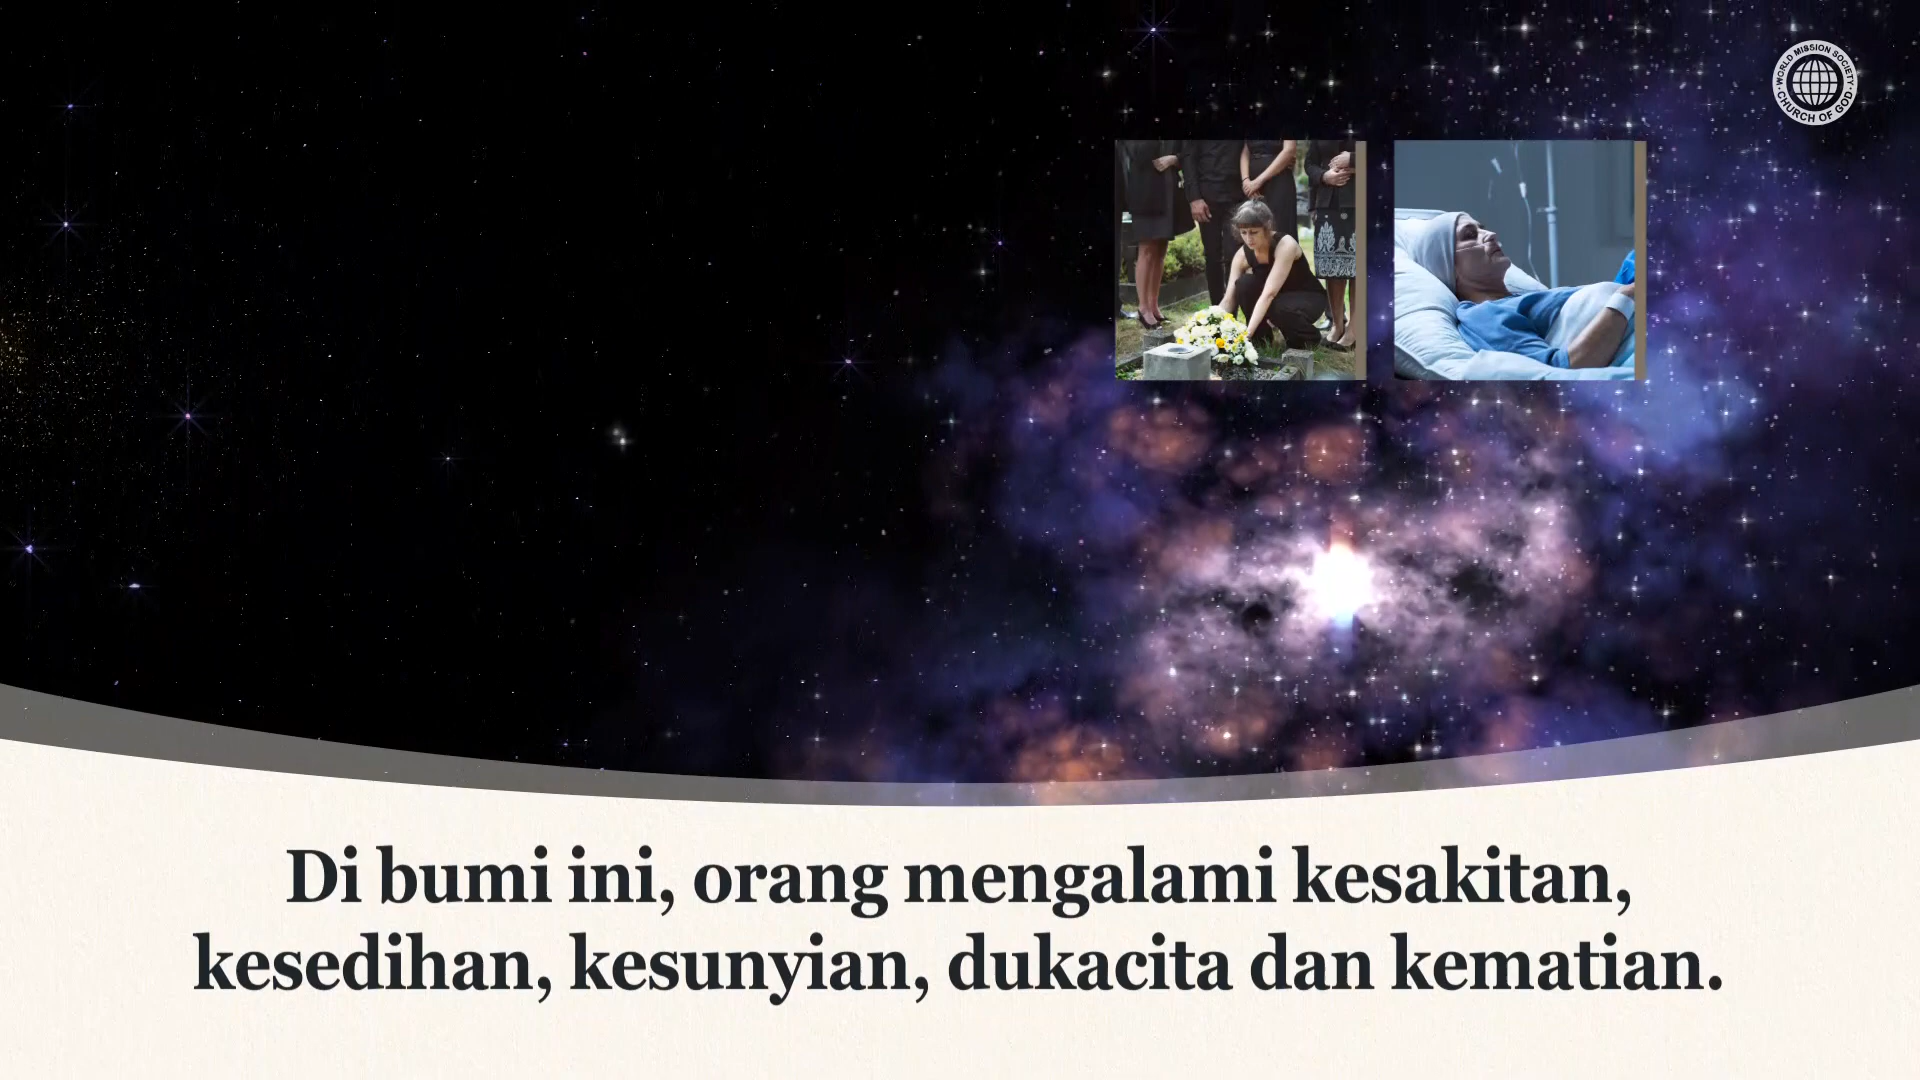 WORLD MISSION SOCIETY
CHURCH OF GOD
Di bumi ini, orang mengalami kesakitan,
kesedihan, kesunyian, dukacita dan kematian.